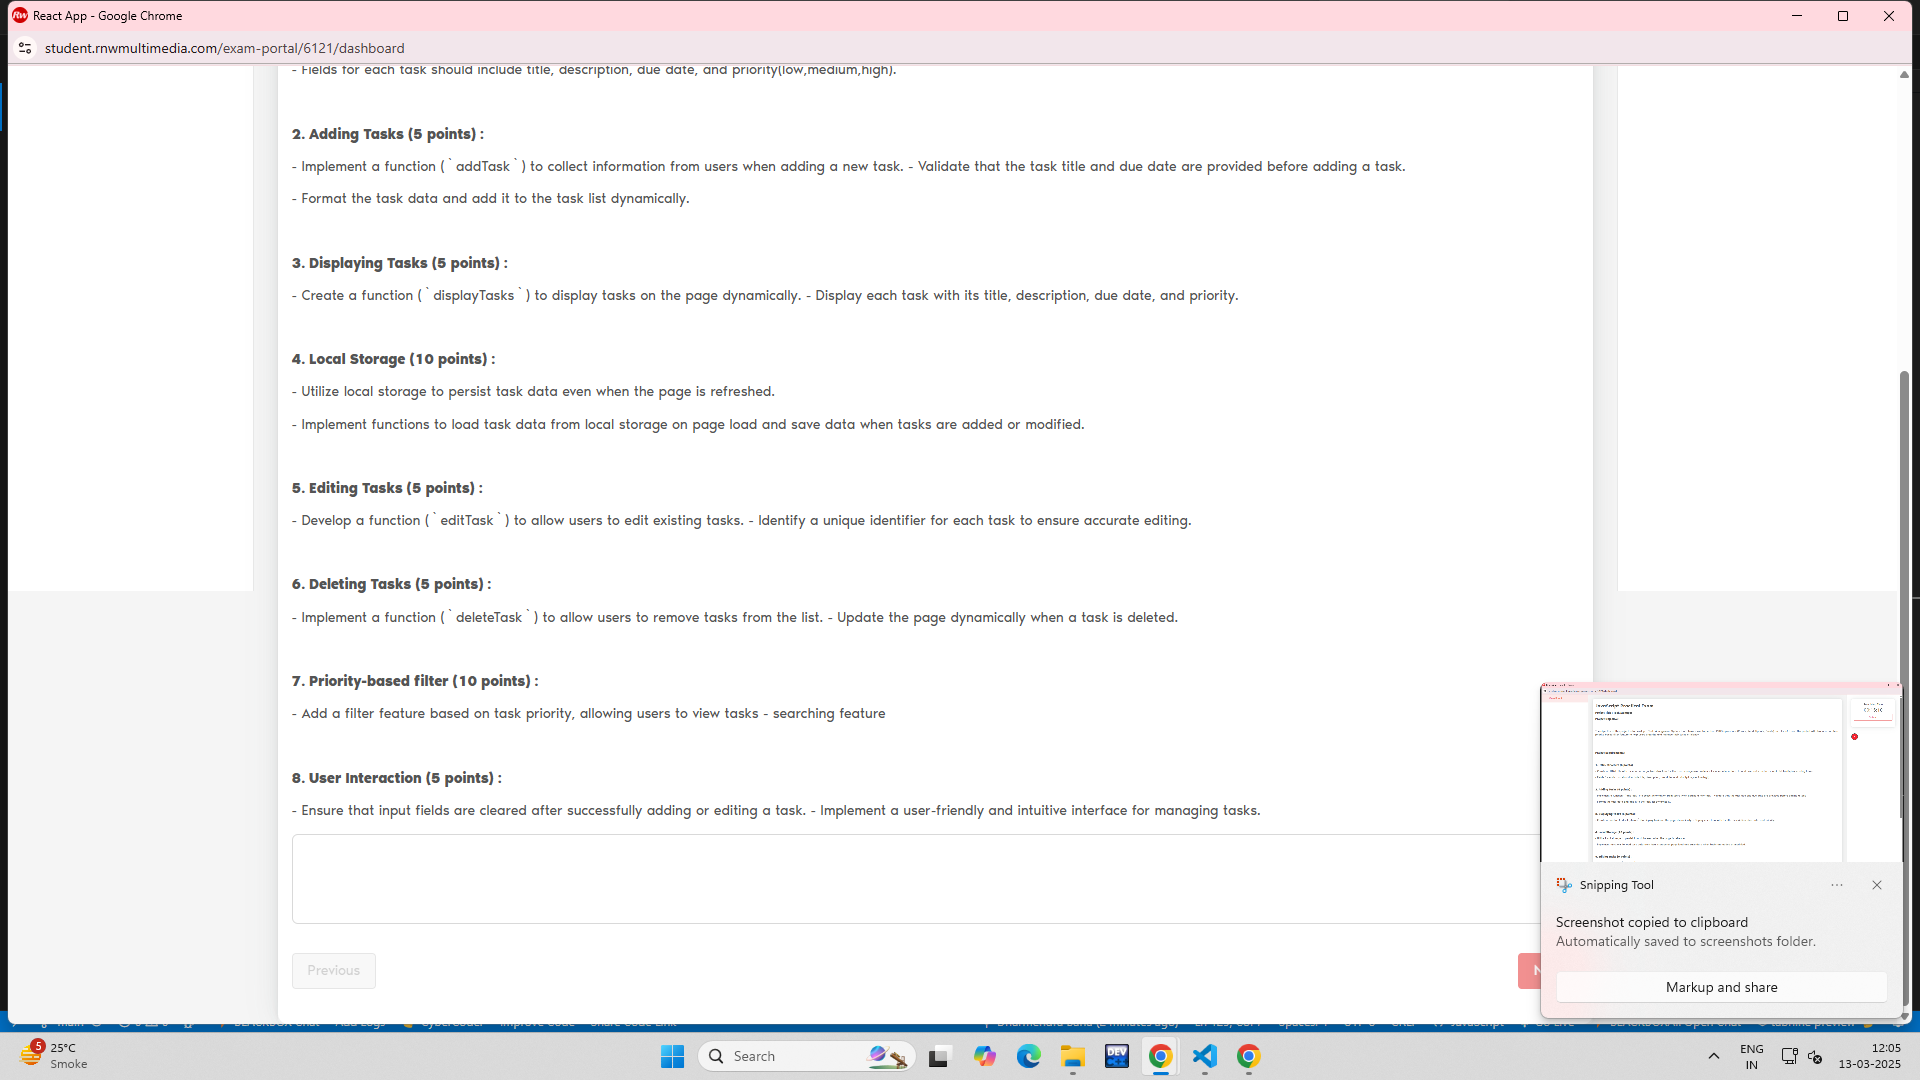 React App - Google Chrome
student.rnwmultimedia.com/exam-portal/6121/dashboard
- Fields for each task should include title, description, due date, and priority(low,medium,high).
2. Adding Tasks (5 points) :
- Implement a function (`addTask`) to collect information from users when adding a new task. - Validate that the task title and due date are provided before adding a task.
- Format the task data and add it to the task list dynamically.
3. Displaying Tasks (5 points) :
- Create a function (`displayTasks`) to display tasks on the page dynamically. - Display each task with its title, description, due date, and priority.
4. Local Storage (10 points) :
- Utilize local storage to persist task data even when the page is refreshed.
- Implement functions to load task data from local storage on page load and save data when tasks are added or modified.
5. Editing Tasks (5 points) :
- Develop a function (`editTask`) to allow users to edit existing tasks. - Identify a unique identifier for each task to ensure accurate editing.
6. Deleting Tasks (5 points) :
- Implement a function (`deleteTask`) to allow users to remove tasks from the list. - Update the page dynamically when a task is deleted.
7. Priority-based filter (10 points) :
- Add a filter feature based on task priority, allowing users to view tasks - searching feature
8. User Interaction (5 points) :
- Ensure that input fields are cleared after successfully adding or editing a task. - Implement a user-friendly and intuitive interface for managing tasks.
Previous
Snipping Tool
Screenshot copied to clipboard
Automatically saved to screenshots folder.
Markup and share
5
25°C
Smoke
Search
DEV
ENG
IN
12:05
13-03-2025